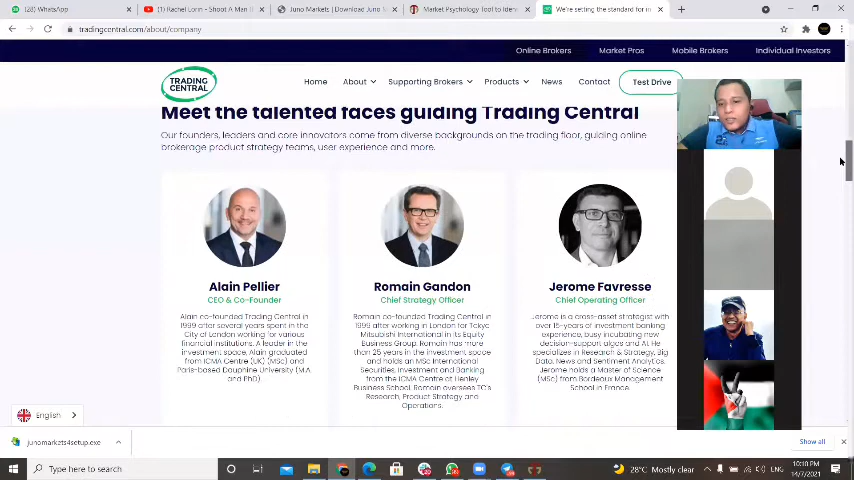 (28) WhatsApp
(1) Rachel Lorin - Shoot A Man
Juno Markets | Download Juno
Market Psychology Tool to Iden
We're setting the standard for in
tradingcentral.com/about/company
Online Brokers Market Pros Mobile Brokers Individual Investors
TRADING CENTRAL
Home About Supporting Brokers Products News Contact Test Drive
Meet the talented faces guiding Trading Central
Our founders, leaders and core innovators come from diverse backgrounds on the trading floor, guiding online
brokerage product strategy teams, user experience and more.
Alain Pellier
CEO & Co-Founder
Alain co-founded Trading Central in
1999 after several years spent in the
City of London working for various
financial institutions. A leader in the
investment space, Alain graduated
from ICMA Centre (UK) (MSc) and
Paris-based Dauphine University (M.A.
and PhD).
Romain Gandon
Chief Strategy Officer
Romain co-founded Trading Central in
1999 after working in London for Tokyo
Mitsubishi International in its Equity
Business Group. Romain has more
than 25 years in the investment space
and holds an MSc International
Securities, Investment and Banking
from the ICMA Centre at Henley
Business School. Romain oversees TC's
Research, Product Strategy and
Operations.
Jerome Favresse
Chief Operating Officer
Jerome is a cross-asset strategist with
over 15-years of investment banking
experience, busy incubating new
decision-support algos and AI. He
specializes in Research & Strategy, Big
Data, News and Sentiment Analytics.
Jerome holds a Master of Science
(MSc) from Bordeaux Management
School in France.
English
junomarkets4setup.exe
Show all
Type here to search
28°C Mostly clear
ENG
10:10 PM
14/7/2021